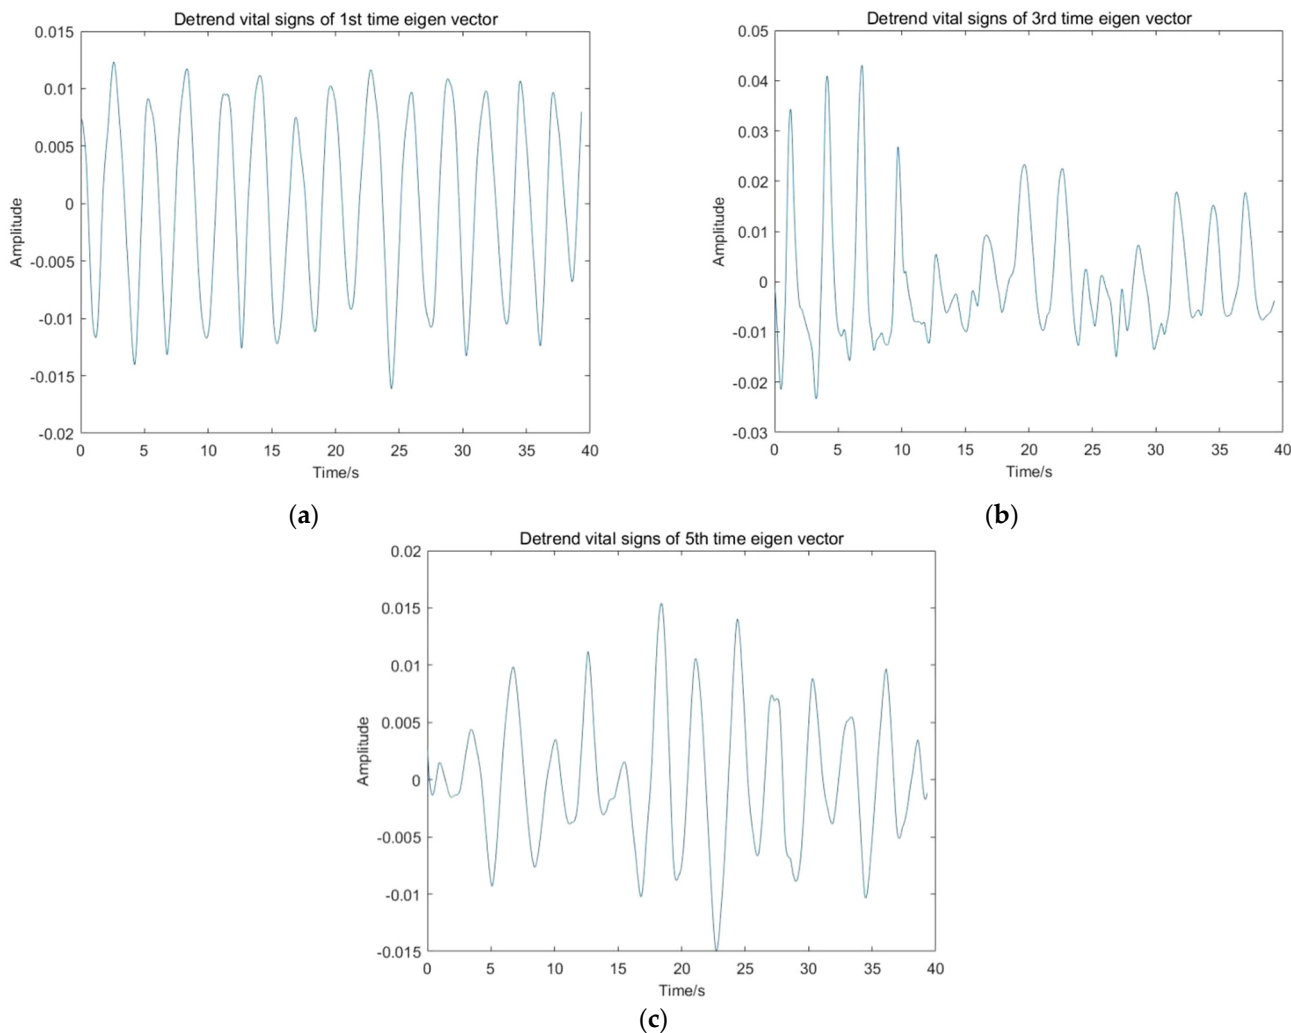 Detrend vital signs of 1st time eigen vector
0.015
0.01
0.005
0
-0.005
-0.01
-0.015
-0.02
Amplitude
0 5 10 15 20 25 30 35 40
Time/s
(a)
Detrend vital signs of 3rd time eigen vector
0.05
0.04
0.03
0.02
0.01
0
-0.01
-0.02
-0.03
Amplitude
0 5 10 15 20 25 30 35 40
Time/s
(b)
Detrend vital signs of 5th time eigen vector
0.02
0.015
0.01
0.005
0
-0.005
-0.01
-0.015
Amplitude
0 5 10 15 20 25 30 35 40
Time/s
(c)